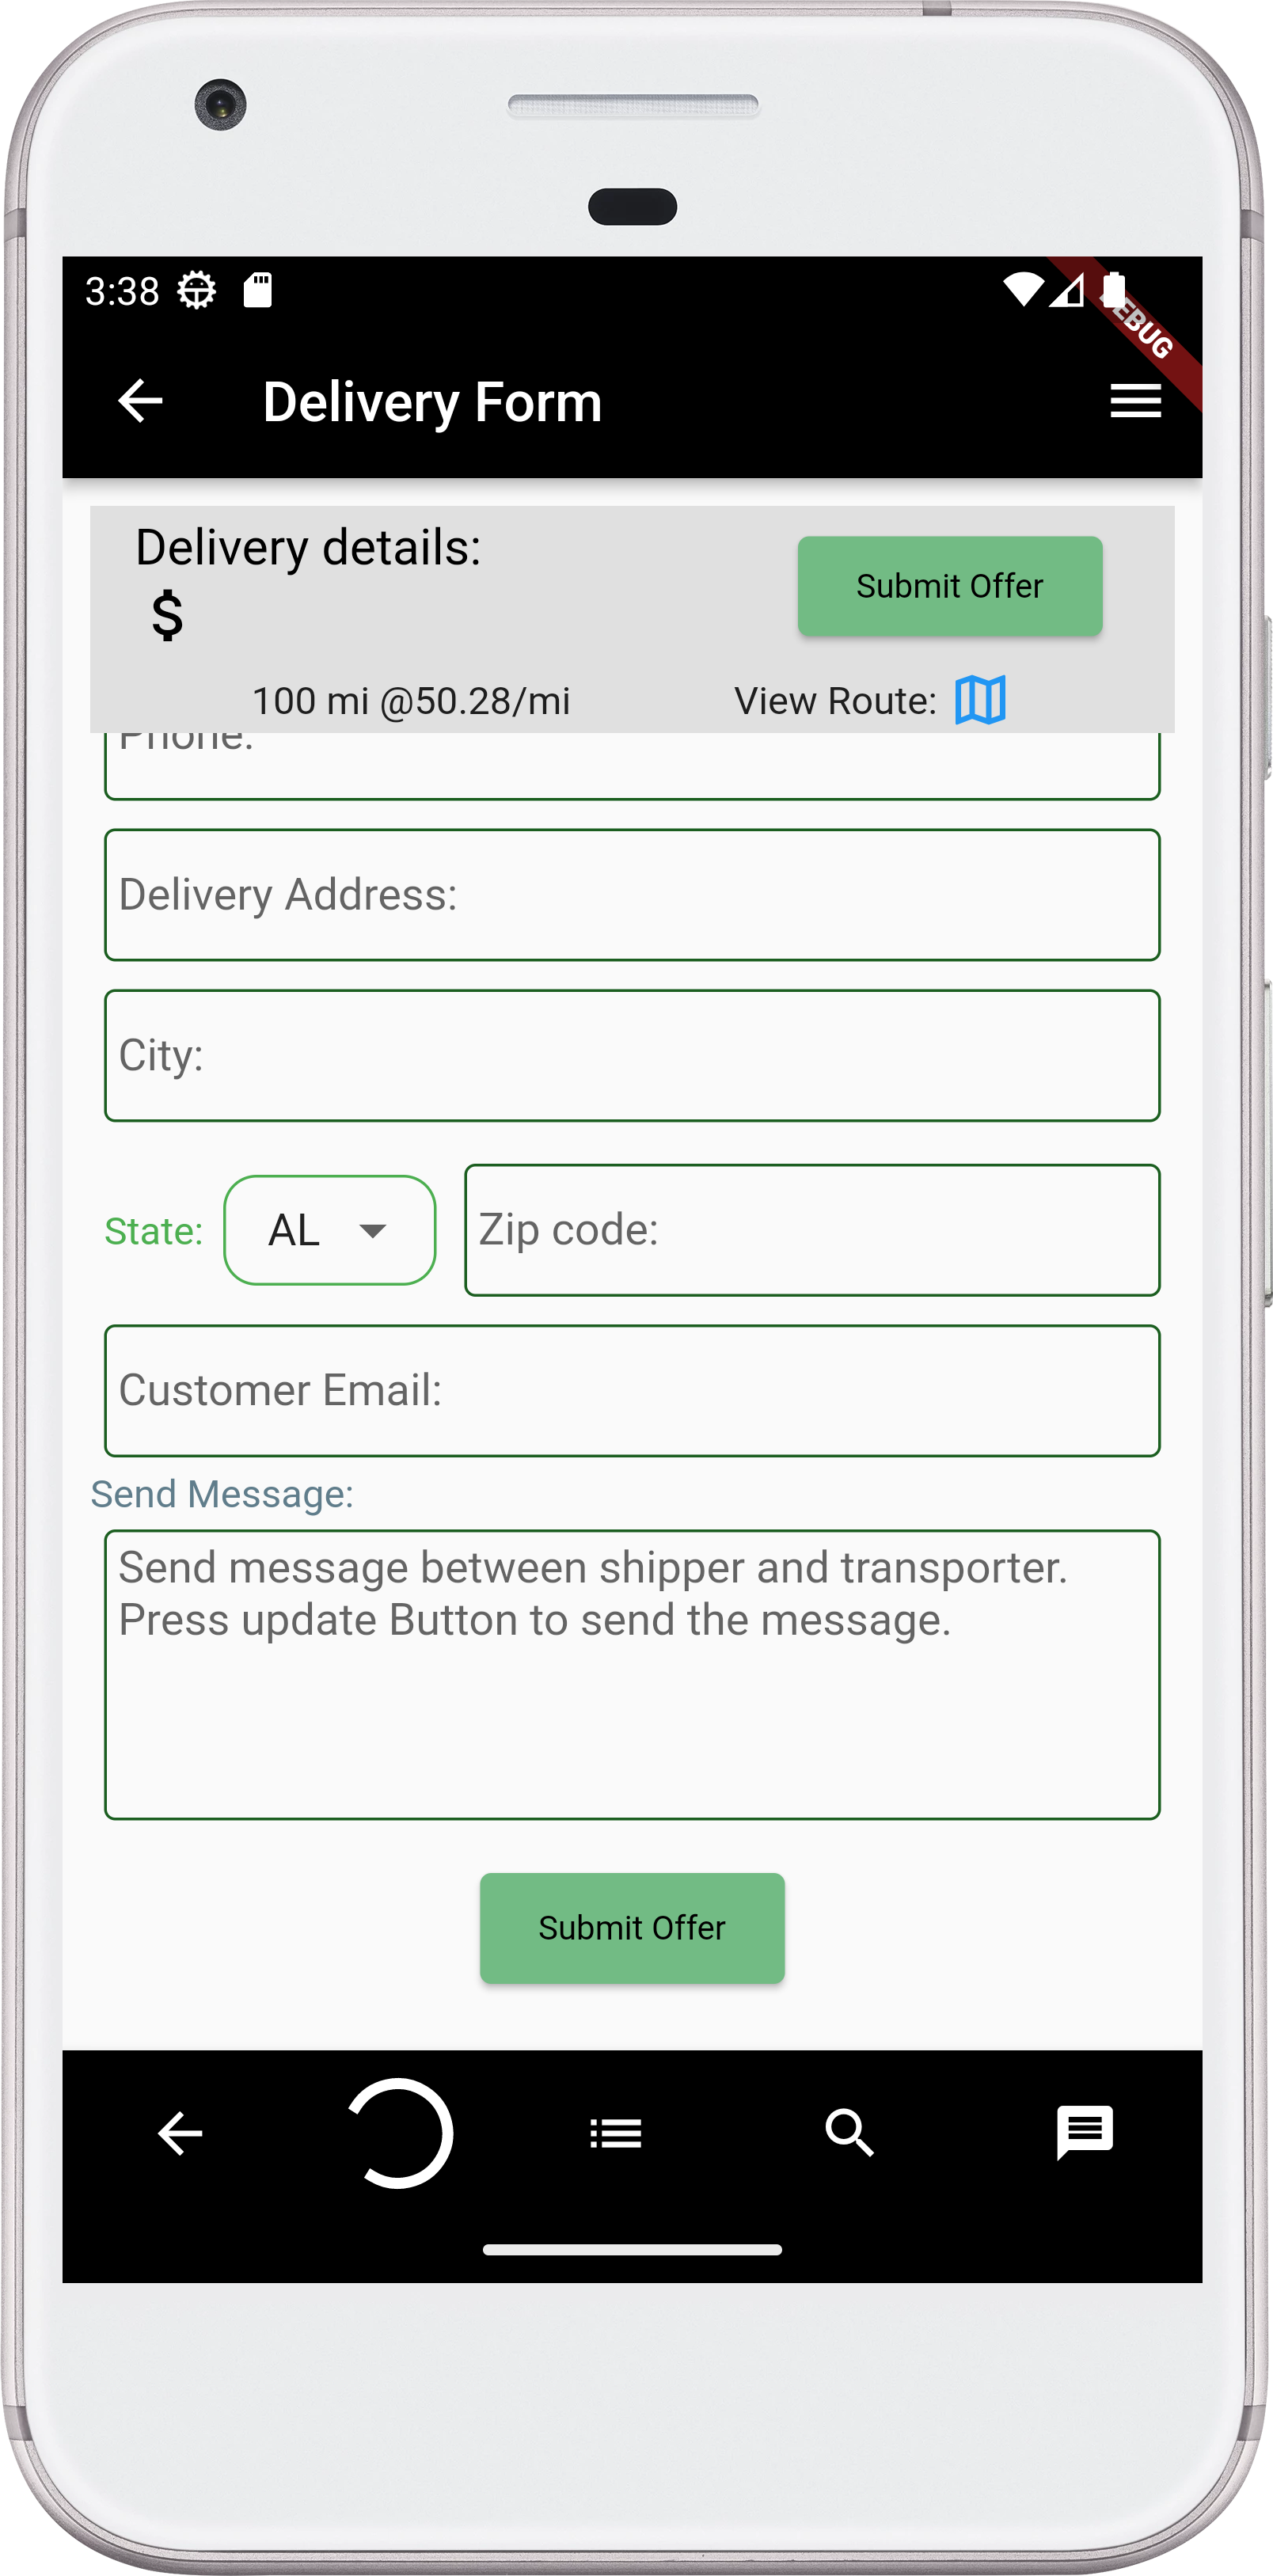 3:38
DEBUG
Delivery Form
Delivery details:
$
Submit Offer
100 mi @50.28/mi
View Route:
Phone:
Delivery Address:
City:
State:
AL
Zip code:
Customer Email:
Send Message:
Send message between shipper and transporter.
Press update Button to send the message.
Submit Offer